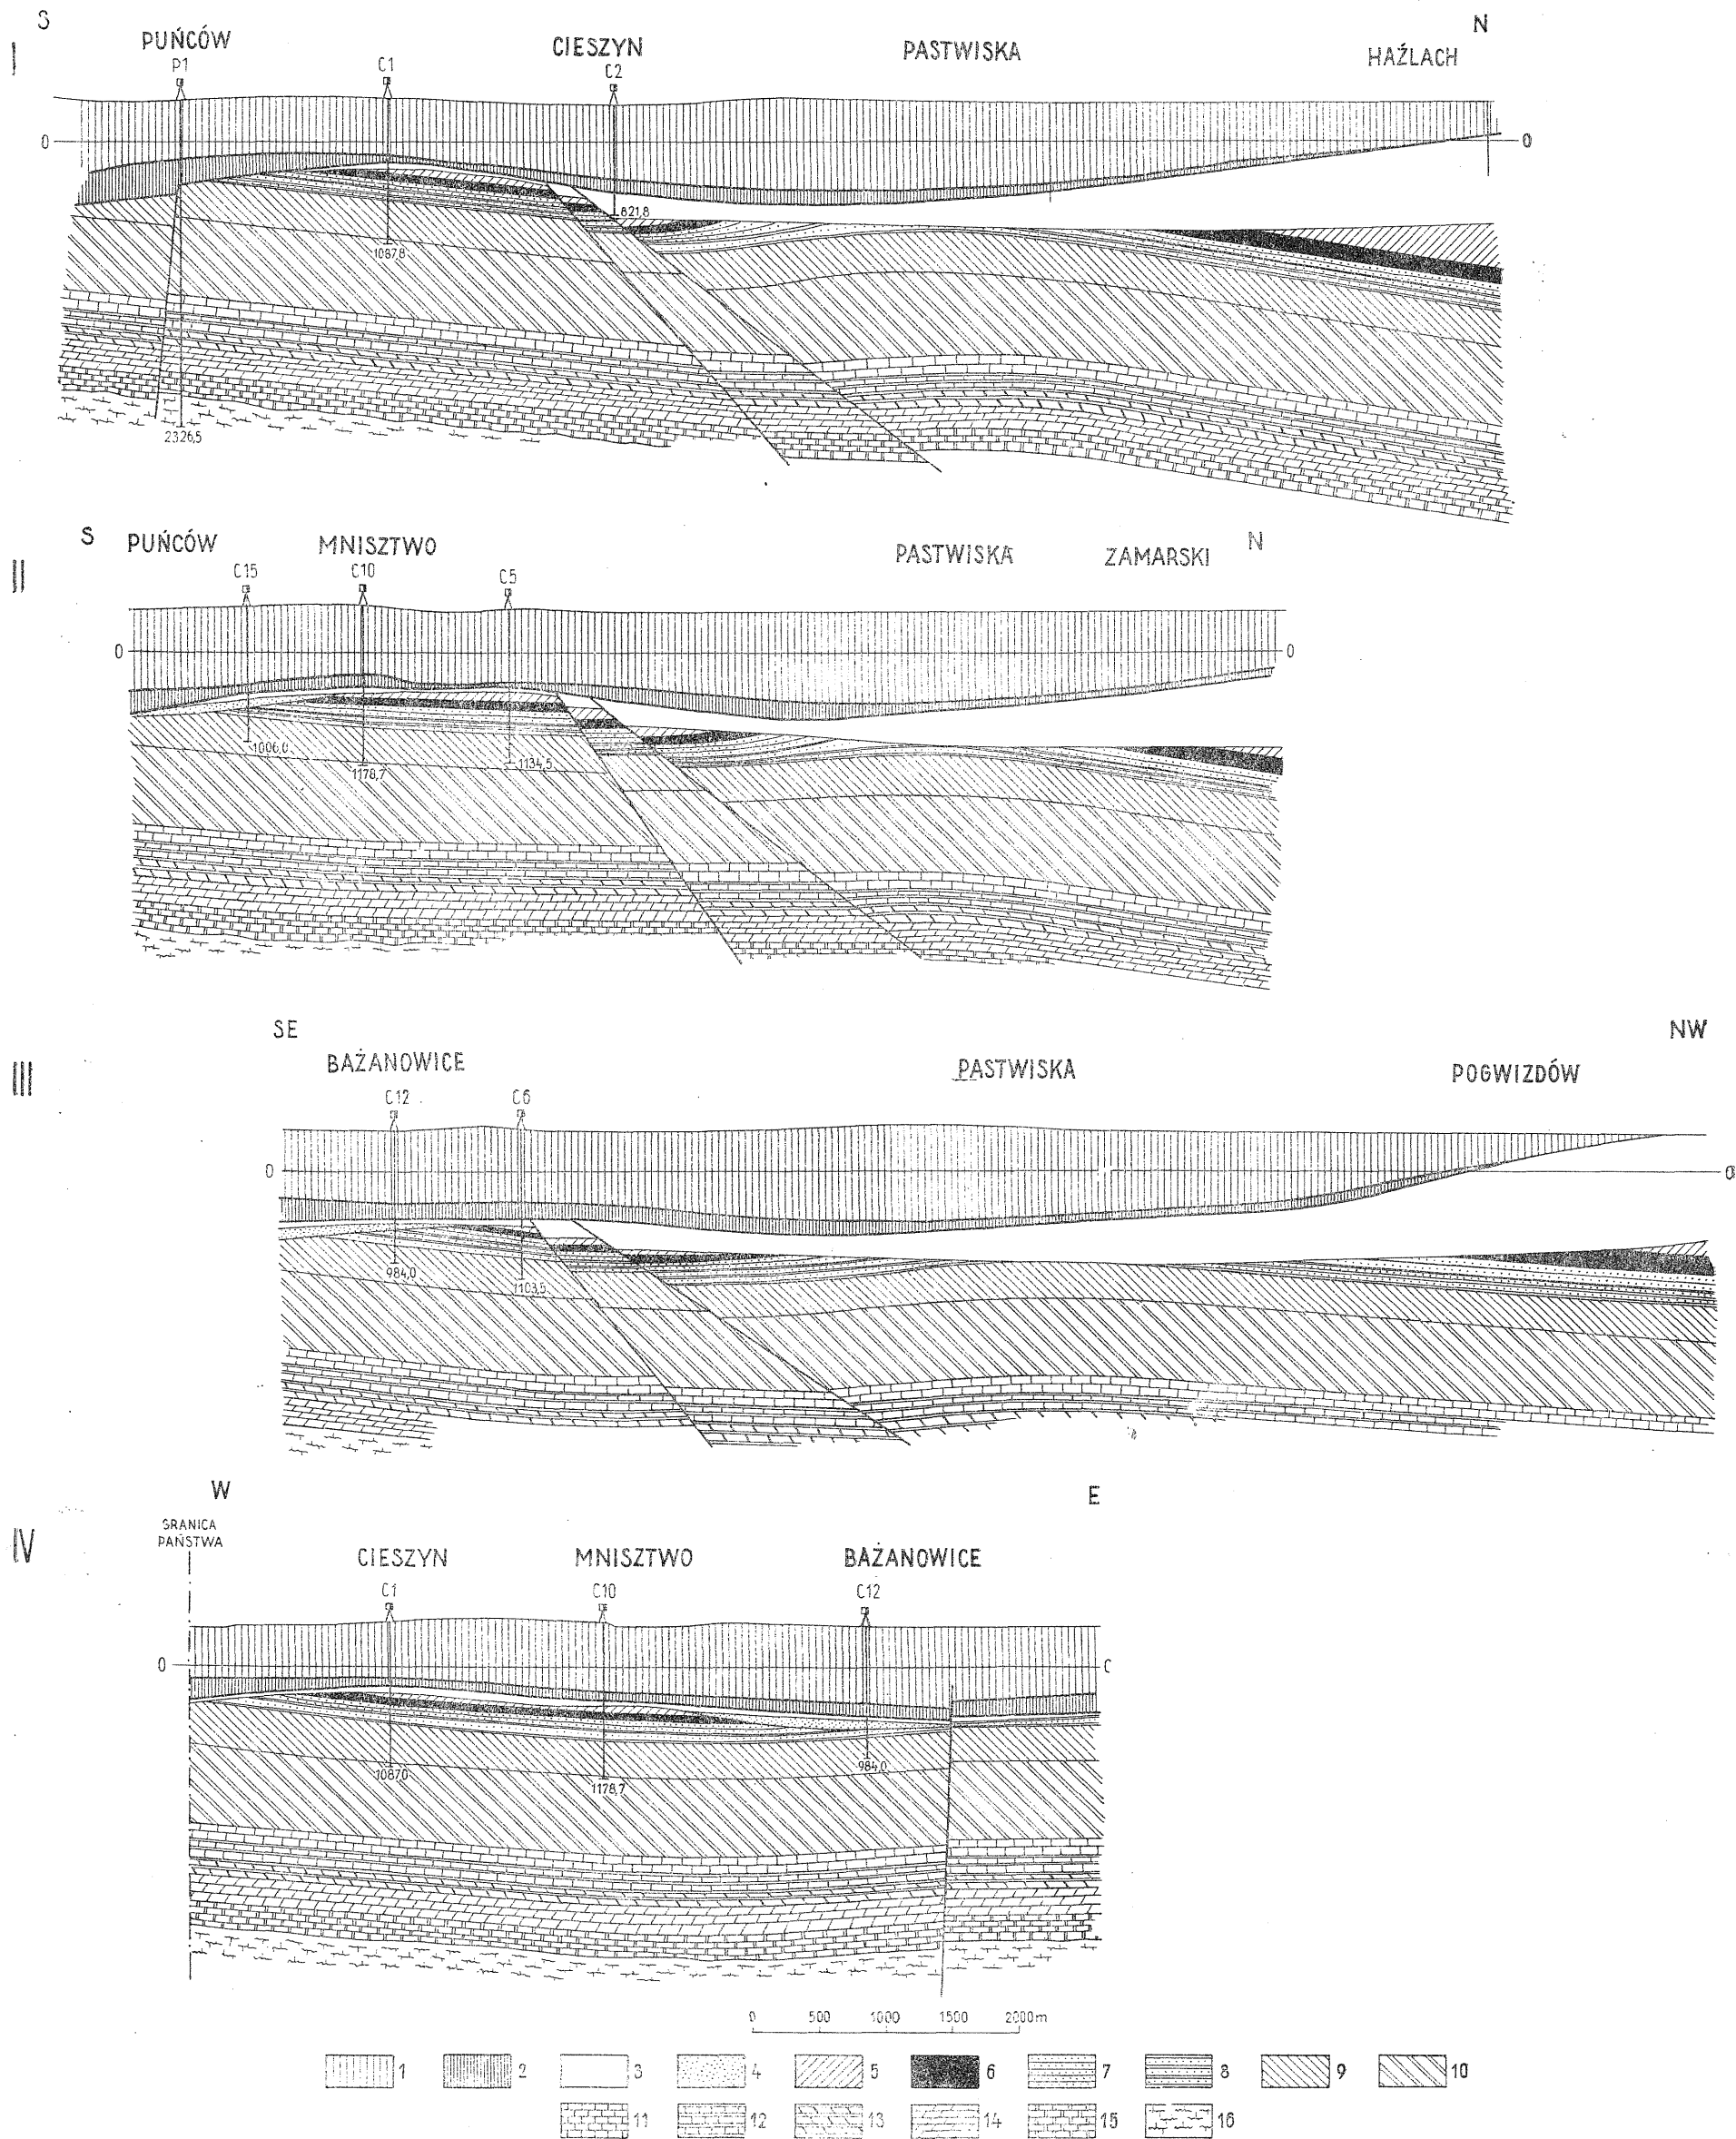 S N
I PUŃCÓW CIESZYN PASTWISKA HAŹLACH
P1 C1 C2
0 0
821,8
1087,8
2326,5
S N
II PUŃCÓW MNISZTWO PASTWISKA ZAMARSKI
C15 C10 C5
0 0
1006,0 1178,7 1134,5
SE NW
III BAŻANOWICE PASTWISKA POGWIZDÓW
C12 C6
0 0
984,0 1103,5
W E
GRANICA
PAŃSTWA
IV CIESZYN MNISZTWO BAŻANOWICE
C1 C10 C12
0 0
10870 1178,7 984,0
0 500 1000 1500 2000m
1 2 3 4 5 6 7 8 9 10
11 12 13 14 15 16